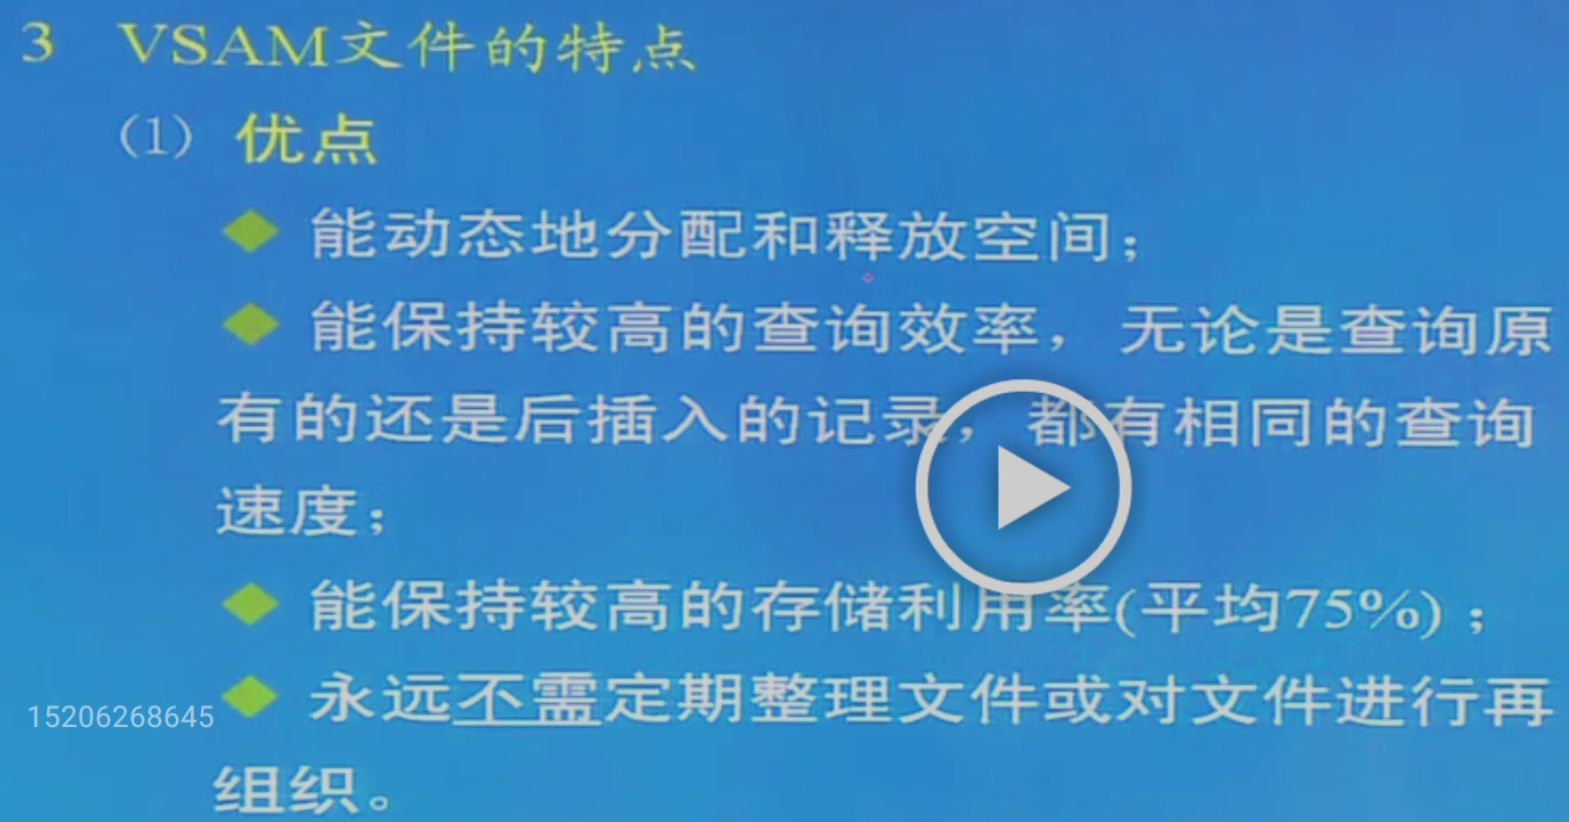 3 VSAM文件的特点
(1) 优点
能动态地分配和释放空间；
能保持较高的查询效率，无论是查询原
有的还是后插入的记录，都有相同的查询
速度；
能保持较高的存储利用率(平均75%)；
永远不需定期整理文件或对文件进行再
组织。
15206268645